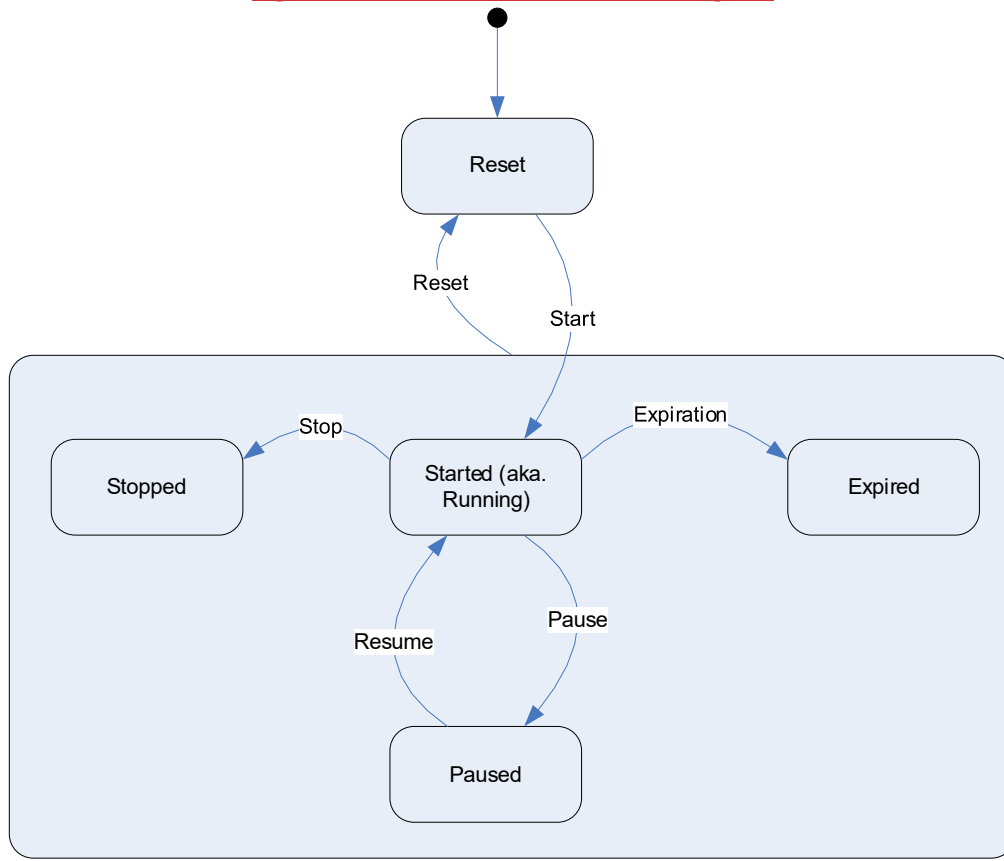 Reset
Reset
Start
Stop
Expiration
Stopped
Started (aka.
Running)
Expired
Resume
Pause
Paused